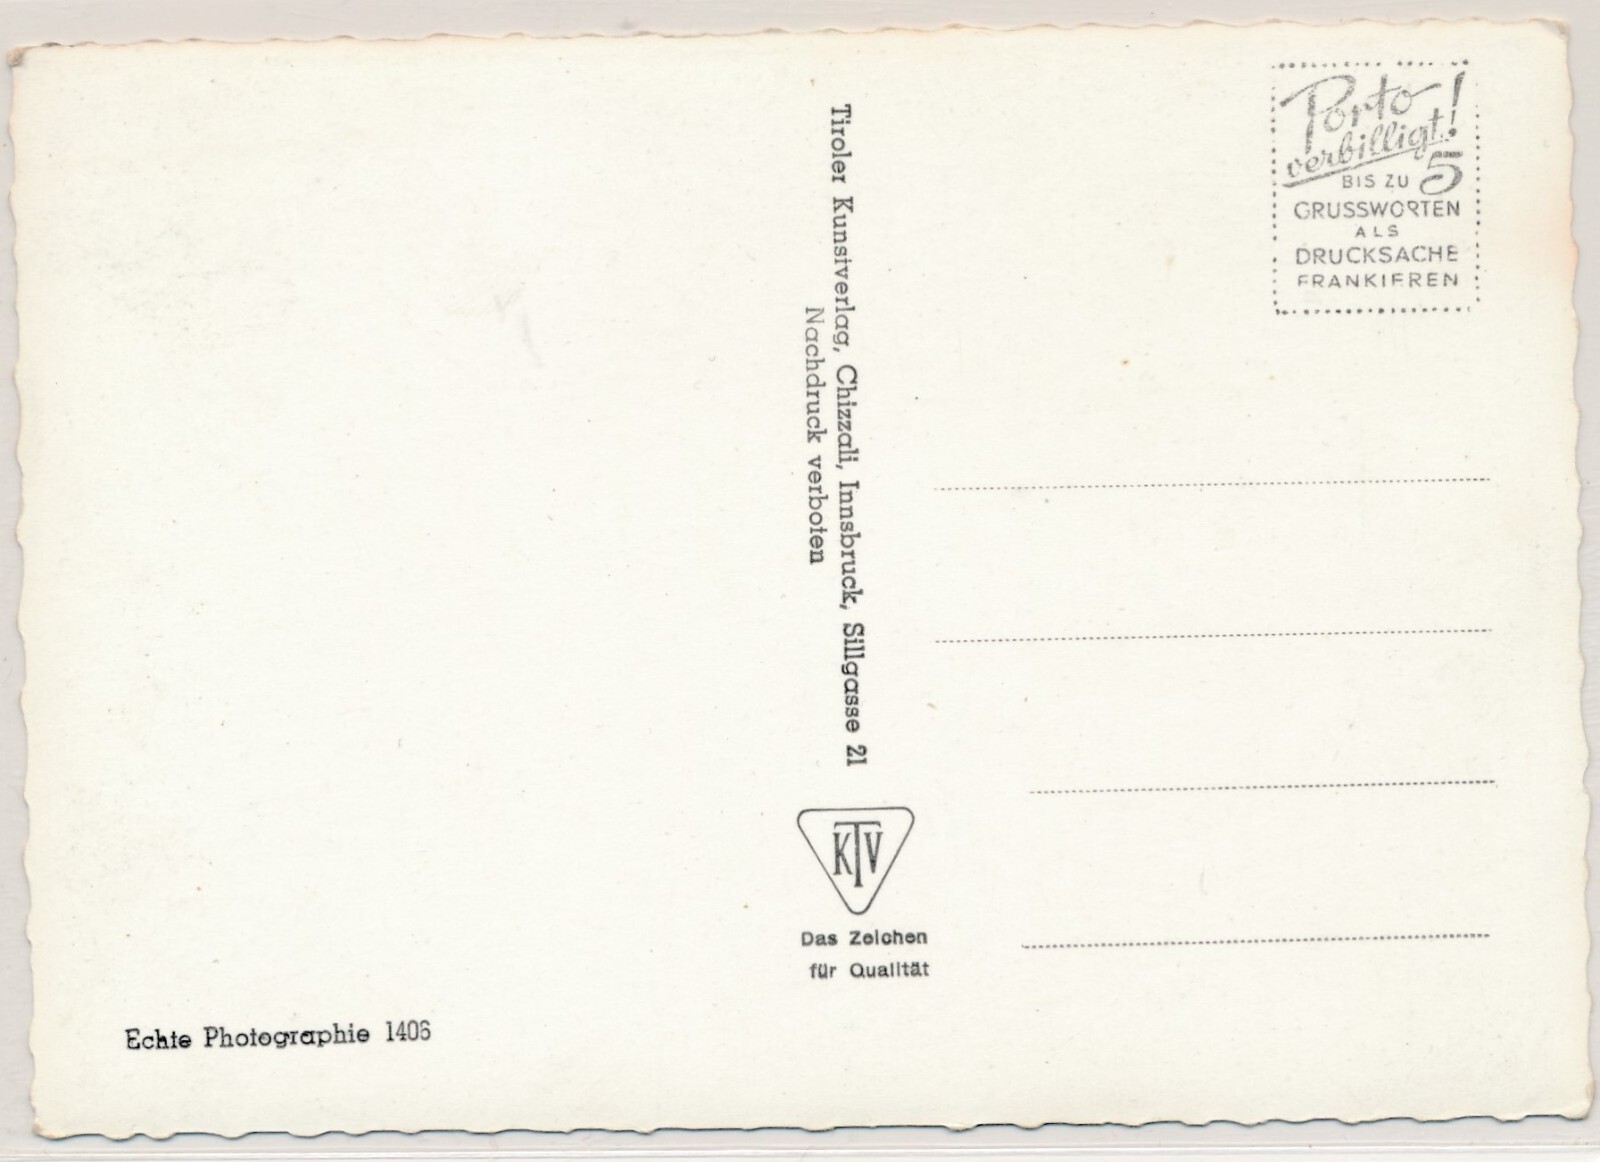 Porto
verbilligt!
BIS ZU 5
GRUSSWORTEN
ALS
DRUCKSACHE
FRANKIEREN
Tiroler Kunstverlag, Chizzali, Innsbruck, Sillgasse 21
Nachdruck verboten
KTV
Das Zeichen
für Qualität
Echte Photographie 1406